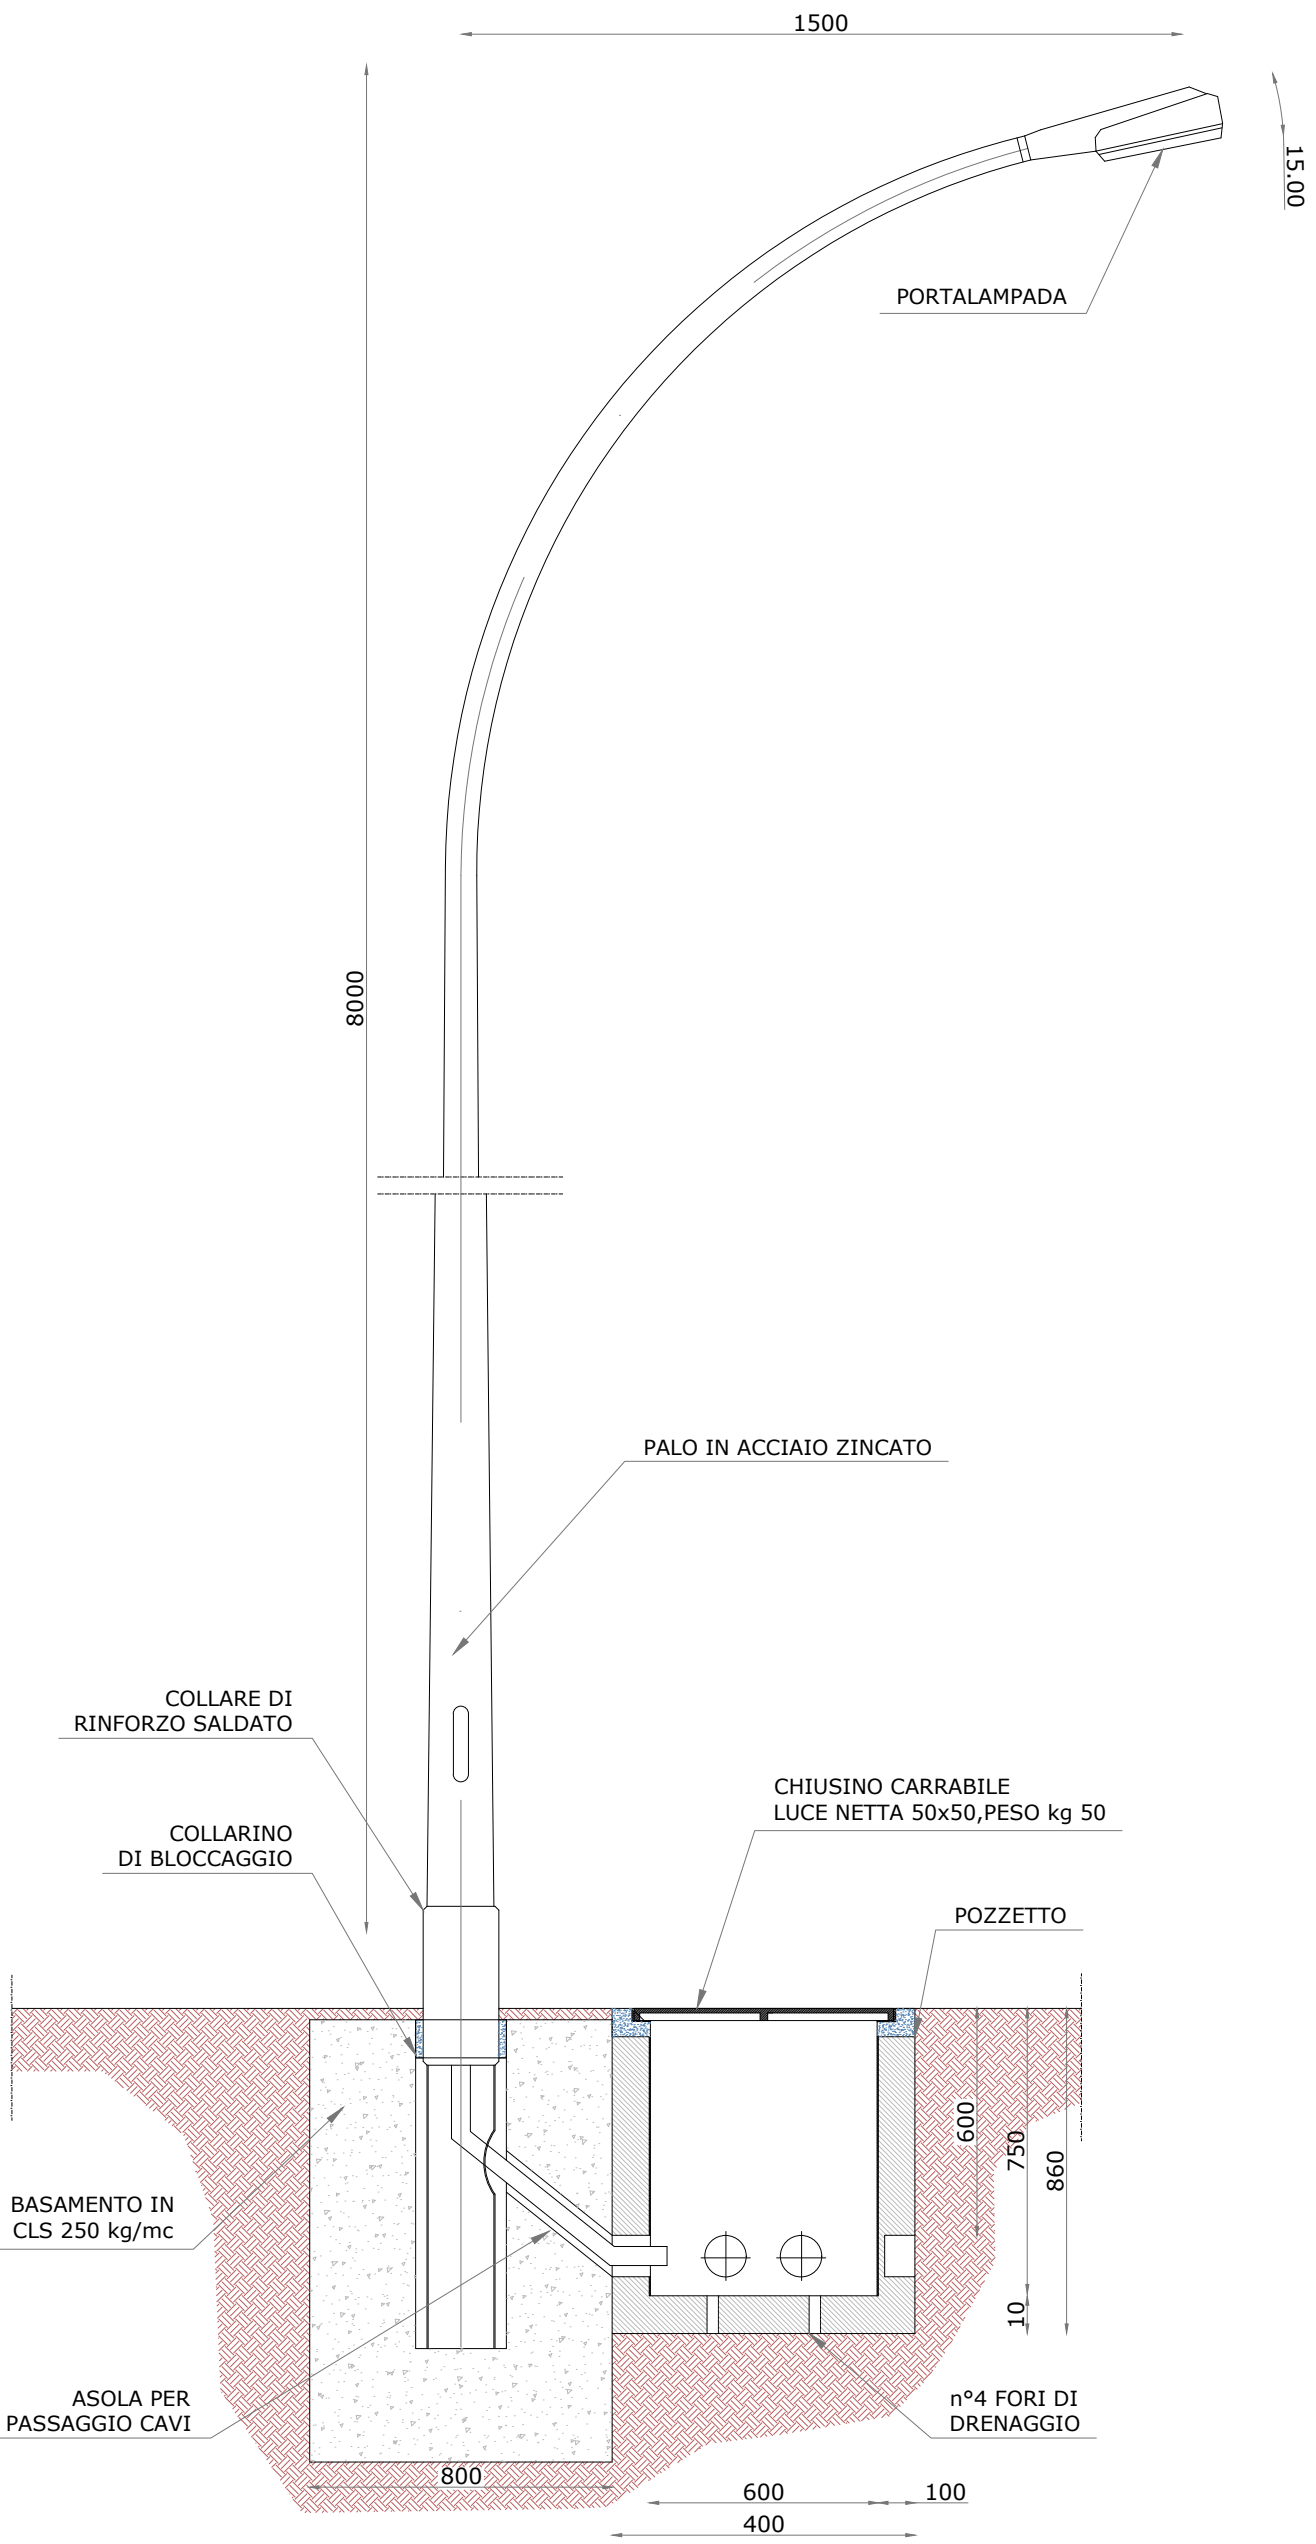 1500
15.00
PORTALAMPADA
8000
PALO IN ACCIAIO ZINCATO
COLLARE DI
RINFORZO SALDATO
CHIUSINO CARRABILE
LUCE NETTA 50x50,PESO kg 50
COLLARINO
DI BLOCCAGGIO
POZZETTO
600
750
860
BASAMENTO IN
CLS 250 kg/mc
10
ASOLA PER
PASSAGGIO CAVI
n°4 FORI DI
DRENAGGIO
800
600
100
400